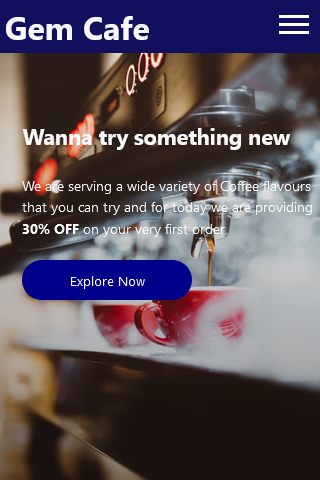 Gem Cafe
Wanna try something new
We are serving a wide variety of Coffee flavours
that you can try and for today we are providing
30% OFF on your very first order.
Explore Now